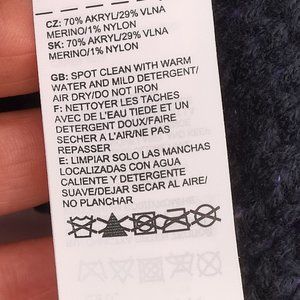 CZ: 70% AKRYL/29% VLNA
MERINO/1% NYLON
SK: 70% AKRYL/29% VLNA
MERINO/1% NYLON
GB: SPOT CLEAN WITH WARM
WATER AND MILD DETERGENT/
AIR DRY/DO NOT IRON
F: NETTOYER LES TACHES
AVEC DE L'EAU TIEDE ET UN
DETERGENT DOUX/FAIRE
SECHER A L'AIR/NE PAS
REPASSER
E: LIMPIAR SOLO LAS MANCHAS
LOCALIZADAS CON AGUA
CALIENTE Y DETERGENTE
SUAVE/DEJAR SECAR AL AIRE/
NO PLANCHAR